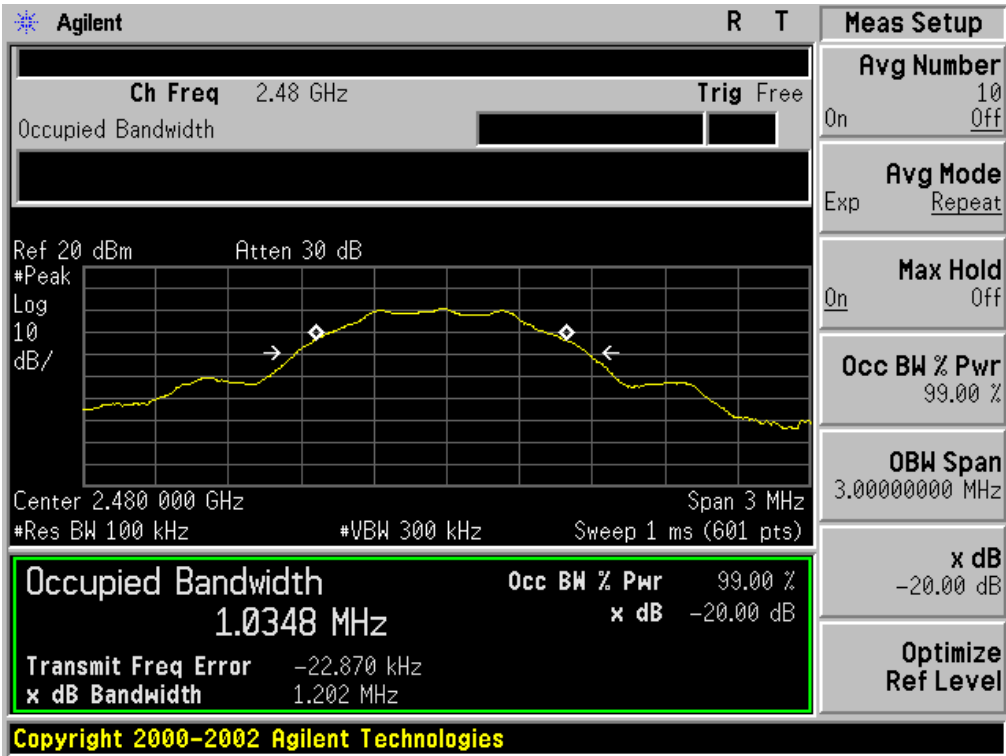 Agilent R T
Ch Freq 2.48 GHz Trig Free
Occupied Bandwidth
Ref 20 dBm Atten 30 dB
#Peak
Log
10
dB/
Center 2.480 000 GHz Span 3 MHz
#Res BW 100 kHz #VBW 300 kHz Sweep 1 ms (601 pts)
Occupied Bandwidth Occ BW % Pwr 99.00 %
1.0348 MHz x dB -20.00 dB
Transmit Freq Error -22.870 kHz
x dB Bandwidth 1.202 MHz
Copyright 2000-2002 Agilent Technologies
Meas Setup
Avg Number
10
On Off
Avg Mode
Exp Repeat
Max Hold
On Off
Occ BW % Pwr
99.00 %
OBW Span
3.00000000 MHz
x dB
-20.00 dB
Optimize
Ref Level